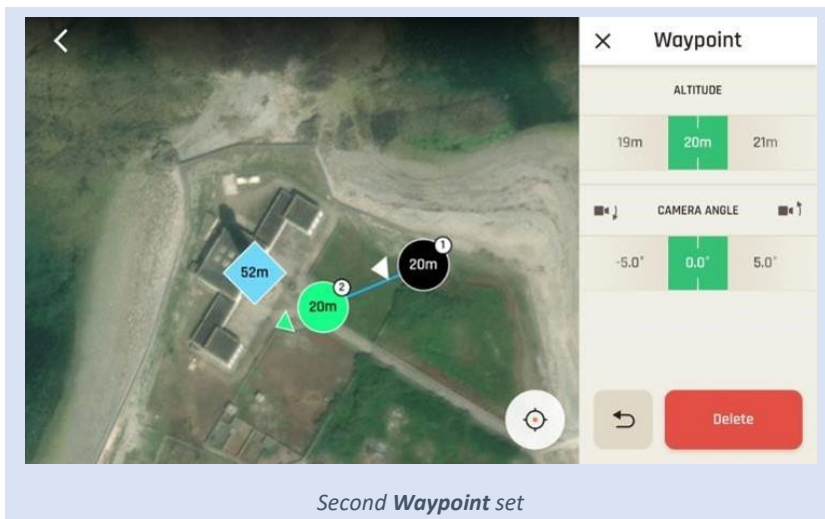 Waypoint
ALTITUDE
19m 20m 21m
CAMERA ANGLE
-5.0° 0.0° 5.0°
Delete
52m
20m 1
20m 2
Second Waypoint set